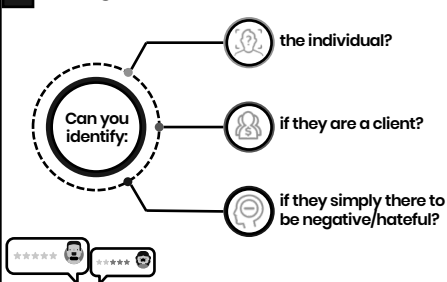 Can you
identify:
the individual?
if they are a client?
if they simply there to
be negative/hateful?